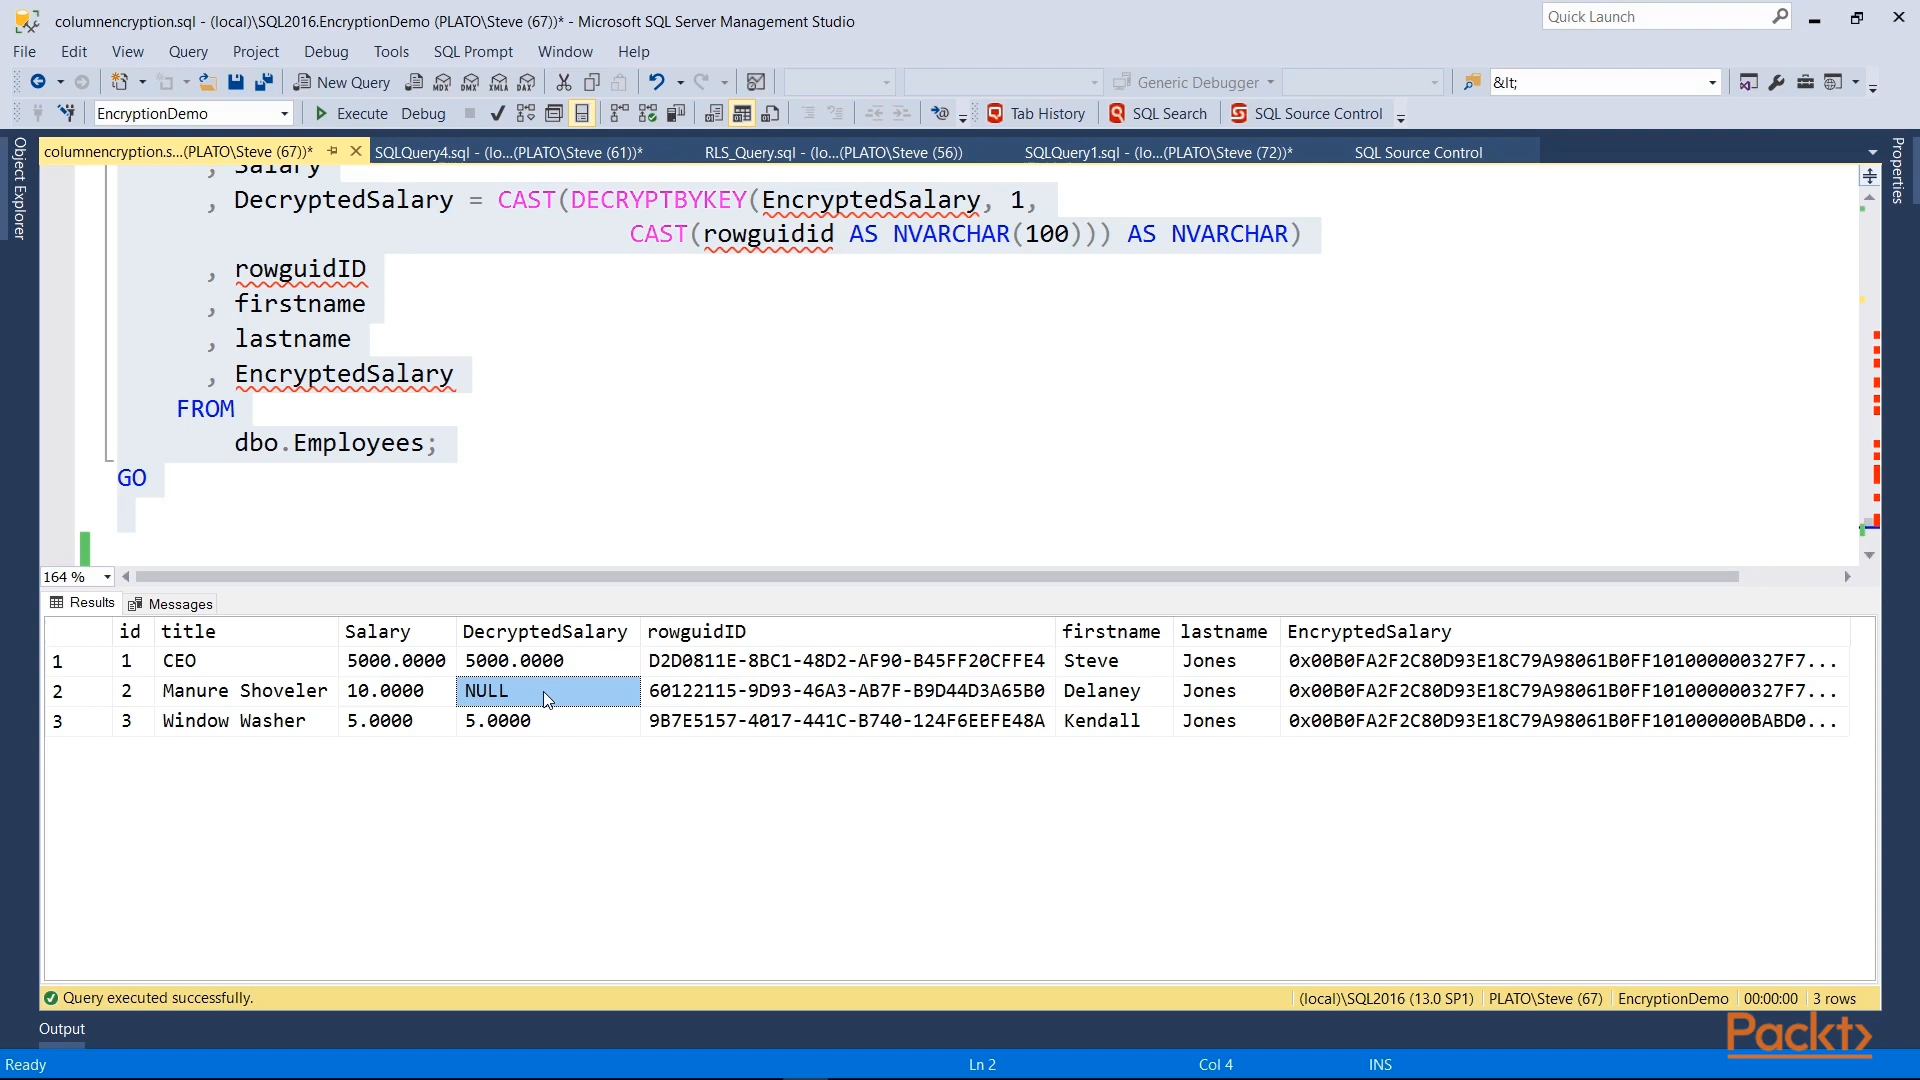 columnencryption.sql - (local)\SQL2016.EncryptionDemo (PLATO\Steve (67))* - Microsoft SQL Server Management Studio
Quick Launch
File Edit View Query Project Debug Tools SQL Prompt Window Help
New Query MDX DMX XMLA DAX Generic Debugger &lt;
EncryptionDemo Execute Debug Tab History SQL Search SQL Source Control
columnencryption.s...(PLATO\Steve (67))* SQLQuery4.sql - (lo...(PLATO\Steve (61))* RLS_Query.sql - (lo...(PLATO\Steve (56)) SQLQuery1.sql - (lo...(PLATO\Steve (72))* SQL Source Control
Object Explorer
Properties
, Salary
, DecryptedSalary = CAST(DECRYPTBYKEY(EncryptedSalary, 1,
CAST(rowguidid AS NVARCHAR(100))) AS NVARCHAR)
, rowguidID
, firstname
, lastname
, EncryptedSalary
FROM
dbo.Employees;
GO
164 %
Results Messages
id title Salary DecryptedSalary rowguidID firstname lastname EncryptedSalary
1 1 CEO 5000.0000 5000.0000 D2D0811E-8BC1-48D2-AF90-B45FF20CFFE4 Steve Jones 0x00B0FA2F2C80D93E18C79A98061B0FF101000000327F7...
2 2 Manure Shoveler 10.0000 NULL 60122115-9D93-46A3-AB7F-B9D44D3A65B0 Delaney Jones 0x00B0FA2F2C80D93E18C79A98061B0FF101000000327F7...
3 3 Window Washer 5.0000 5.0000 9B7E5157-4017-441C-B740-124F6EEFE48A Kendall Jones 0x00B0FA2F2C80D93E18C79A98061B0FF101000000BABD0...
Query executed successfully. (local)\SQL2016 (13.0 SP1) PLATO\Steve (67) EncryptionDemo 00:00:00 3 rows
Output
Packt>
Ready Ln 2 Col 4 INS